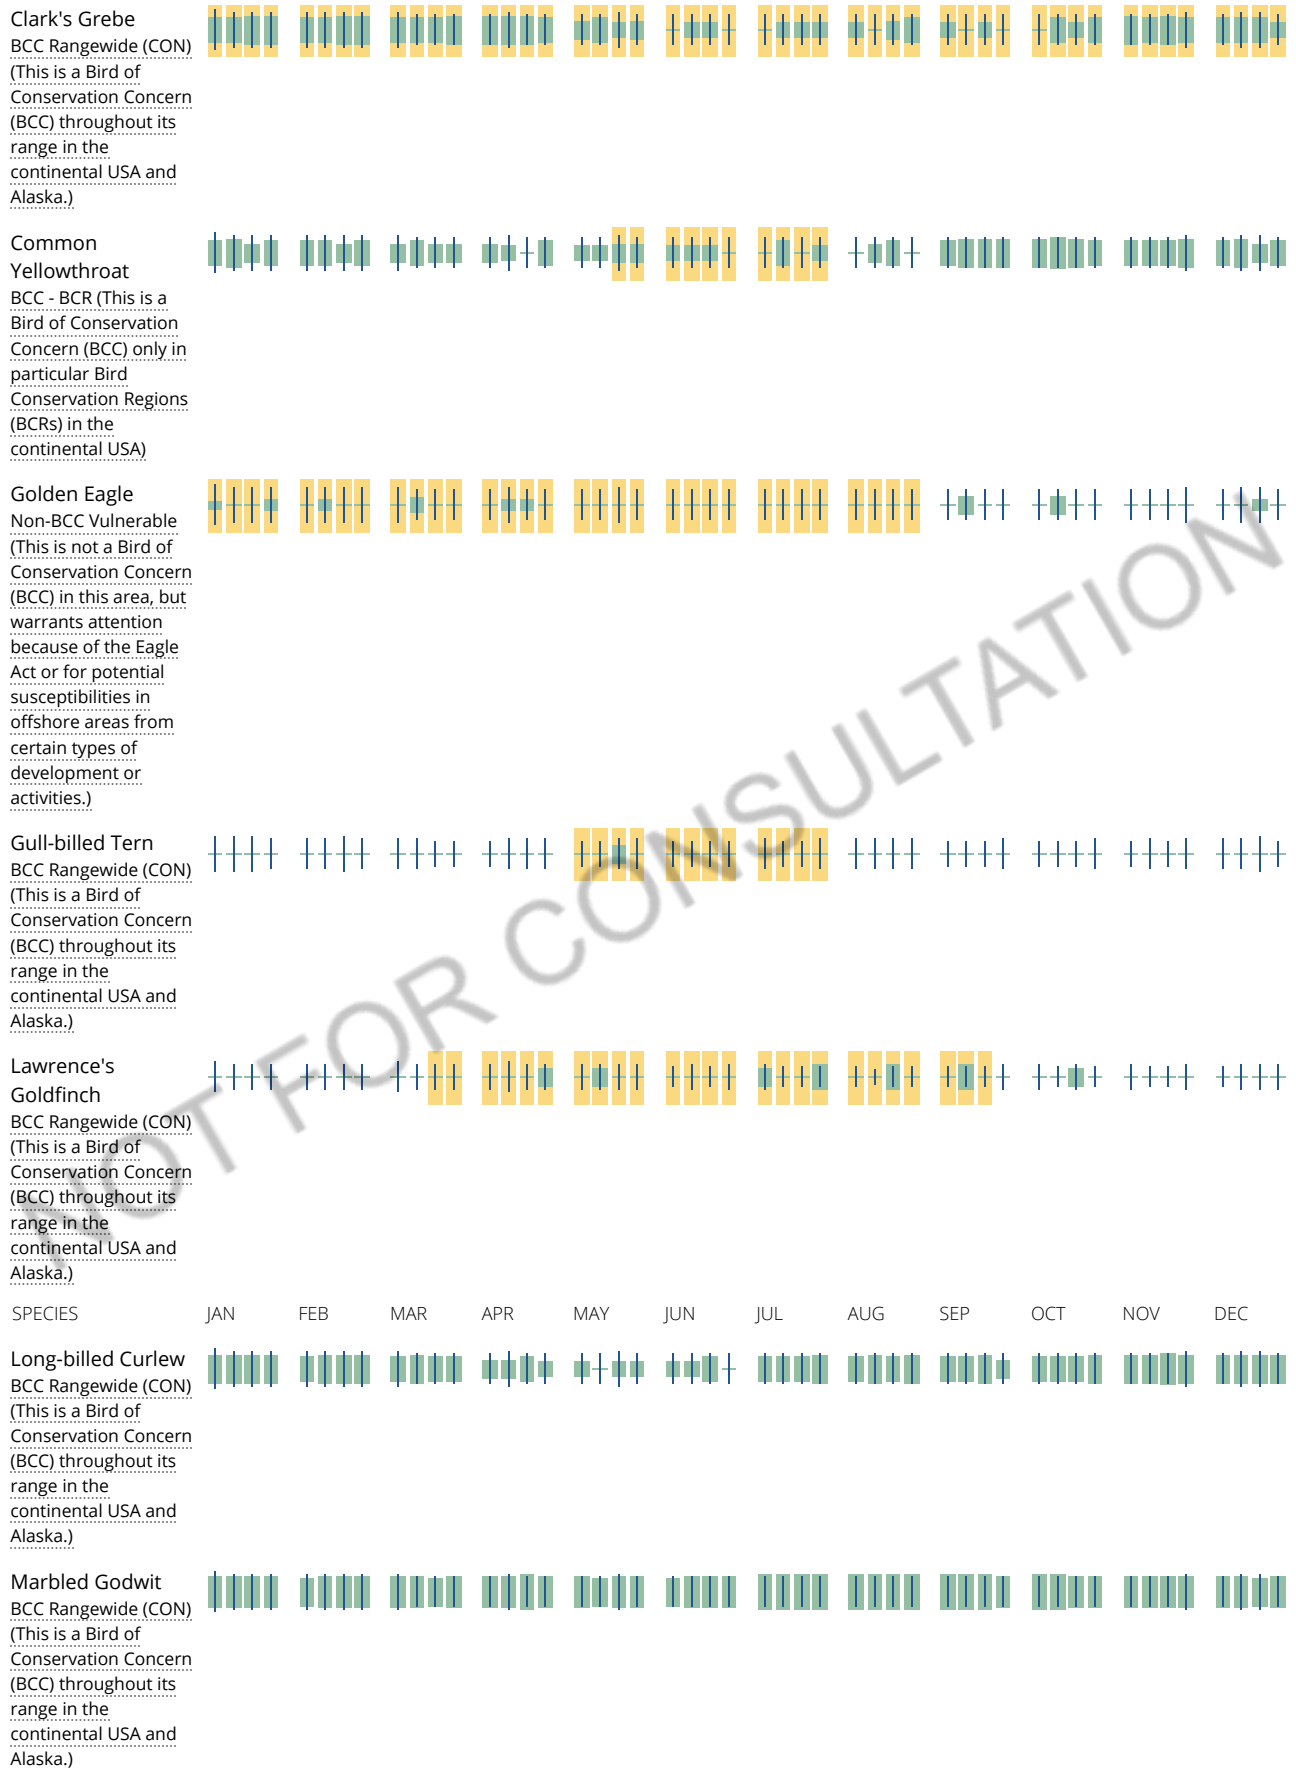 Clark's Grebe
BCC Rangewide (CON)
(This is a Bird of
Conservation Concern
(BCC) throughout its
range in the
continental USA and
Alaska.)
Common
Yellowthroat
BCC - BCR (This is a
Bird of Conservation
Concern (BCC) only in
particular Bird
Conservation Regions
(BCRs) in the
continental USA)
Golden Eagle
Non-BCC Vulnerable
(This is not a Bird of
Conservation Concern
(BCC) in this area, but
warrants attention
because of the Eagle
Act or for potential
susceptibilities in
offshore areas from
certain types of
development or
activities.)
Gull-billed Tern
BCC Rangewide (CON)
(This is a Bird of
Conservation Concern
(BCC) throughout its
range in the
continental USA and
Alaska.)
Lawrence's
Goldfinch
BCC Rangewide (CON)
(This is a Bird of
Conservation Concern
(BCC) throughout its
range in the
continental USA and
Alaska.)
SPECIES JAN FEB MAR APR MAY JUN JUL AUG SEP OCT NOV DEC
Long-billed Curlew
BCC Rangewide (CON)
(This is a Bird of
Conservation Concern
(BCC) throughout its
range in the
continental USA and
Alaska.)
Marbled Godwit
BCC Rangewide (CON)
(This is a Bird of
Conservation Concern
(BCC) throughout its
range in the
continental USA and
Alaska.)
NOT FOR CONSULTATION